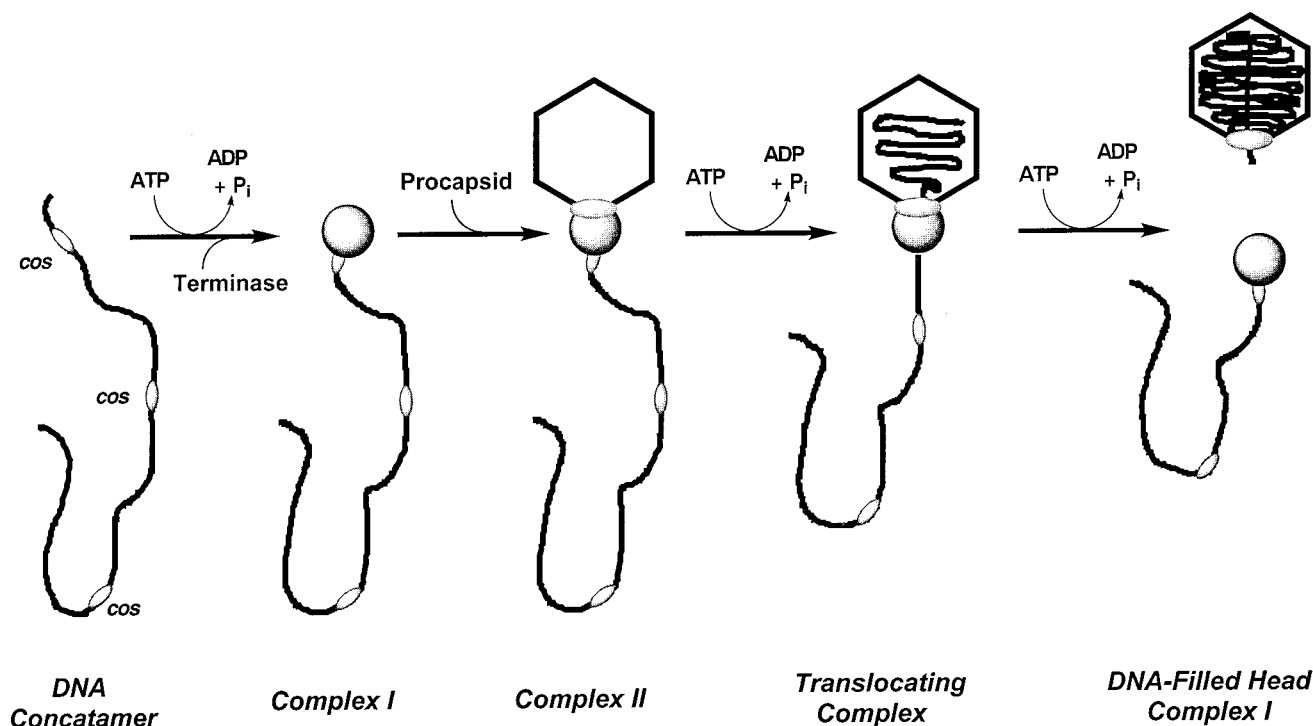 ATP
ADP
+ Pi
Terminase
Procapsid
ATP
ADP
+ Pi
ATP
ADP
+ Pi
cos
cos
cos
DNA
Concatamer
Complex I
Complex II
Translocating
Complex
DNA-Filled Head
Complex I